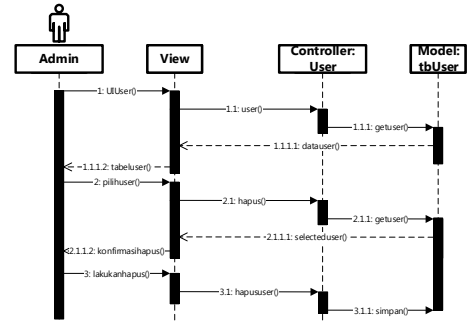 Admin
View
Controller:
User
Model:
tbUser
1: UIUser()
1.1: user()
1.1.1: getuser()
1.1.1.1: datauser()
1.1.1.2: tabeluser()
2: pilihuser()
2.1: hapus()
2.1.1: getuser()
2.1.1.1: selecteduser()
2.1.1.2: konfirmasihapus()
3: lakukanhapus()
3.1: hapususer()
3.1.1: simpan()